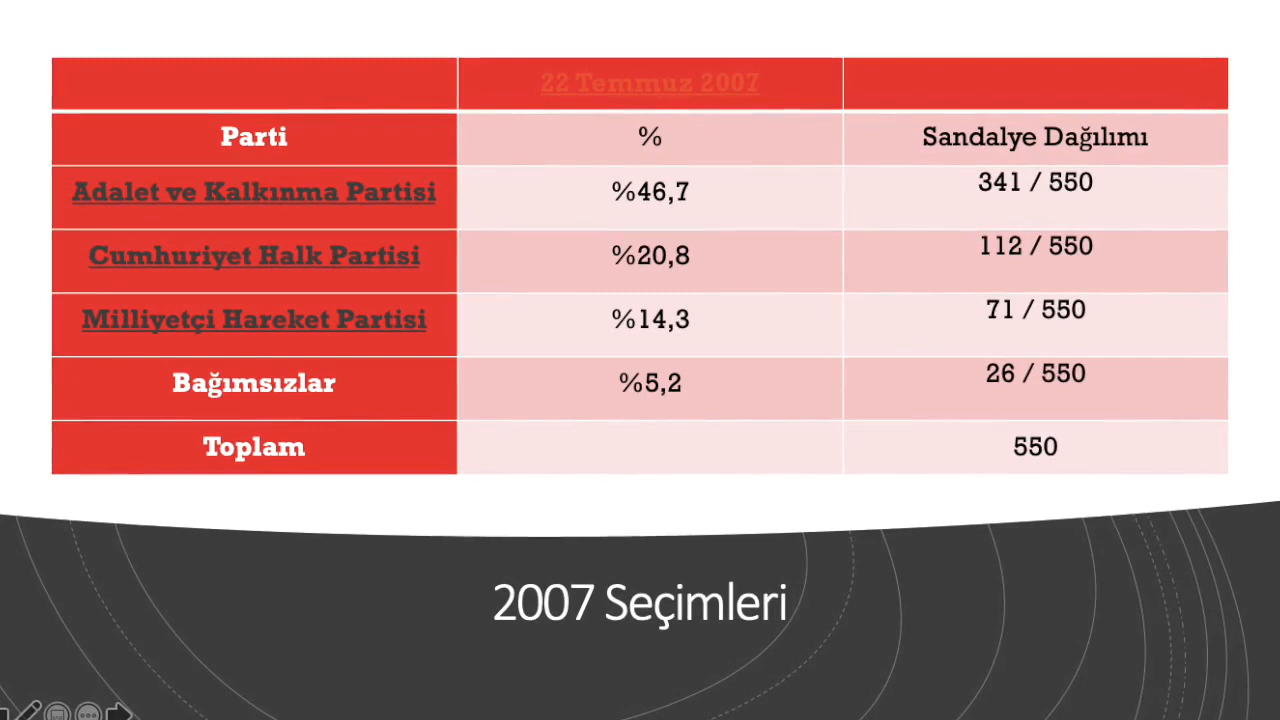 22 Temmuz 2007
Parti % Sandalye Dağılımı
Adalet ve Kalkınma Partisi %46,7 341 / 550
Cumhuriyet Halk Partisi %20,8 112 / 550
Milliyetçi Hareket Partisi %14,3 71 / 550
Bağımsızlar %5,2 26 / 550
Toplam 550
2007 Seçimleri